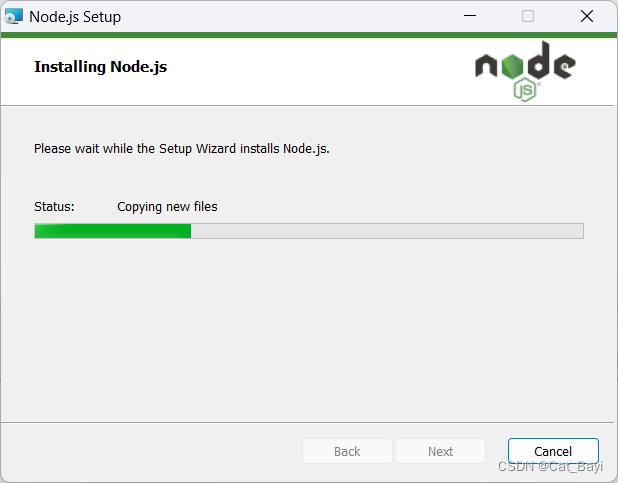 Node.js Setup
Installing Node.js
node
JS
Please wait while the Setup Wizard installs Node.js.
Status: Copying new files
Back Next Cancel
CSDN @Cat_Bayi